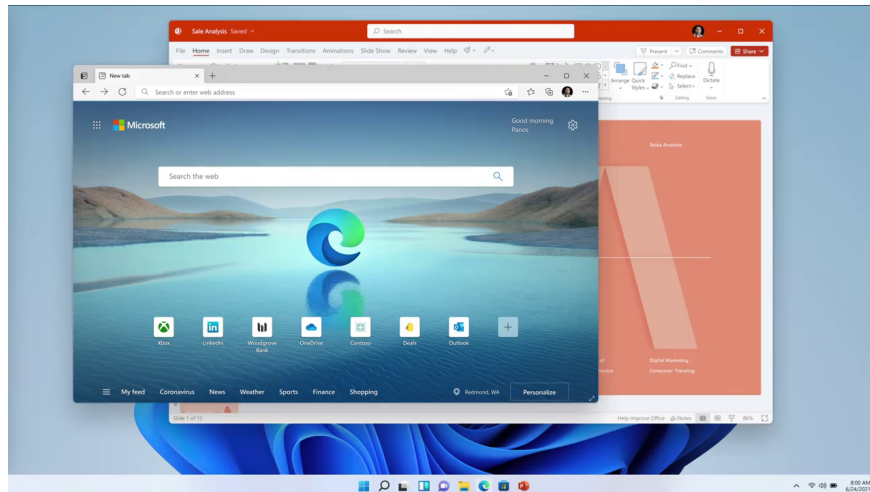 Sale Analysis Saved
Search
File Home Insert Draw Design Transitions Animations Slide Show Review View Help
Present Comments Share
Find
Replace
Select
Arrange Quick Styles
Dictate
Editing Voice
New tab
Search or enter web address
Microsoft
Good morning, Panos
Search the web
Sales Analysis
Xbox LinkedIn Woodgrove Bank OneDrive Contoso Deals Outlook
Digital Marketing
Consumer Trending
My feed Coronavirus News Weather Sports Finance Shopping
Redmond, WA Personalize
Slide 1 of 12
Help Improve Office Notes 80%
8:00 AM
6/24/2021